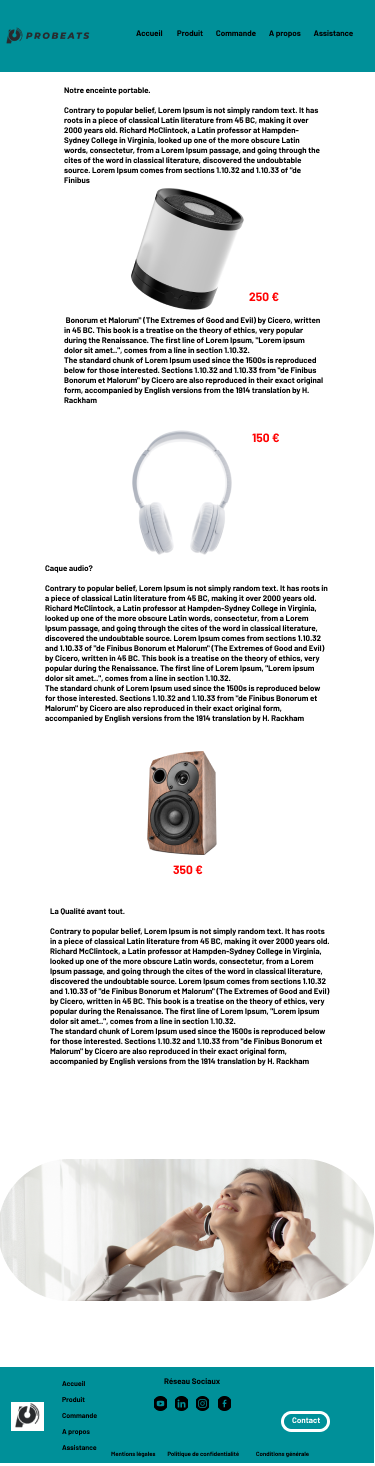 PROBEATS
Accueil Produit Commande A propos Assistance
Notre enceinte portable.
Contrary to popular belief, Lorem Ipsum is not simply random text. It has
roots in a piece of classical Latin literature from 45 BC, making it over
2000 years old. Richard McClintock, a Latin professor at Hampden-
Sydney College in Virginia, looked up one of the more obscure Latin
words, consectetur, from a Lorem Ipsum passage, and going through the
cites of the word in classical literature, discovered the undoubtable
source. Lorem Ipsum comes from sections 1.10.32 and 1.10.33 of "de
Finibus
250 €
Bonorum et Malorum" (The Extremes of Good and Evil) by Cicero, written
in 45 BC. This book is a treatise on the theory of ethics, very popular
during the Renaissance. The first line of Lorem Ipsum, "Lorem ipsum
dolor sit amet..", comes from a line in section 1.10.32.
The standard chunk of Lorem Ipsum used since the 1500s is reproduced
below for those interested. Sections 1.10.32 and 1.10.33 from "de Finibus
Bonorum et Malorum" by Cicero are also reproduced in their exact original
form, accompanied by English versions from the 1914 translation by H.
Rackham
150 €
Caque audio?
Contrary to popular belief, Lorem Ipsum is not simply random text. It has roots in
a piece of classical Latin literature from 45 BC, making it over 2000 years old.
Richard McClintock, a Latin professor at Hampden-Sydney College in Virginia,
looked up one of the more obscure Latin words, consectetur, from a Lorem
Ipsum passage, and going through the cites of the word in classical literature,
discovered the undoubtable source. Lorem Ipsum comes from sections 1.10.32
and 1.10.33 of "de Finibus Bonorum et Malorum" (The Extremes of Good and Evil)
by Cicero, written in 45 BC. This book is a treatise on the theory of ethics, very
popular during the Renaissance. The first line of Lorem Ipsum, "Lorem ipsum
dolor sit amet..", comes from a line in section 1.10.32.
The standard chunk of Lorem Ipsum used since the 1500s is reproduced below
for those interested. Sections 1.10.32 and 1.10.33 from "de Finibus Bonorum et
Malorum" by Cicero are also reproduced in their exact original form,
accompanied by English versions from the 1914 translation by H. Rackham
350 €
La Qualité avant tout.
Contrary to popular belief, Lorem Ipsum is not simply random text. It has roots
in a piece of classical Latin literature from 45 BC, making it over 2000 years old.
Richard McClintock, a Latin professor at Hampden-Sydney College in Virginia,
looked up one of the more obscure Latin words, consectetur, from a Lorem
Ipsum passage, and going through the cites of the word in classical literature,
discovered the undoubtable source. Lorem Ipsum comes from sections 1.10.32
and 1.10.33 of "de Finibus Bonorum et Malorum" (The Extremes of Good and Evil)
by Cicero, written in 45 BC. This book is a treatise on the theory of ethics, very
popular during the Renaissance. The first line of Lorem Ipsum, "Lorem ipsum
dolor sit amet..", comes from a line in section 1.10.32.
The standard chunk of Lorem Ipsum used since the 1500s is reproduced below
for those interested. Sections 1.10.32 and 1.10.33 from "de Finibus Bonorum et
Malorum" by Cicero are also reproduced in their exact original form,
accompanied by English versions from the 1914 translation by H. Rackham
Accueil
Produit
Commande
A propos
Assistance
Réseau Sociaux
Contact
Mentions légales Politique de confidentialité Conditions générale